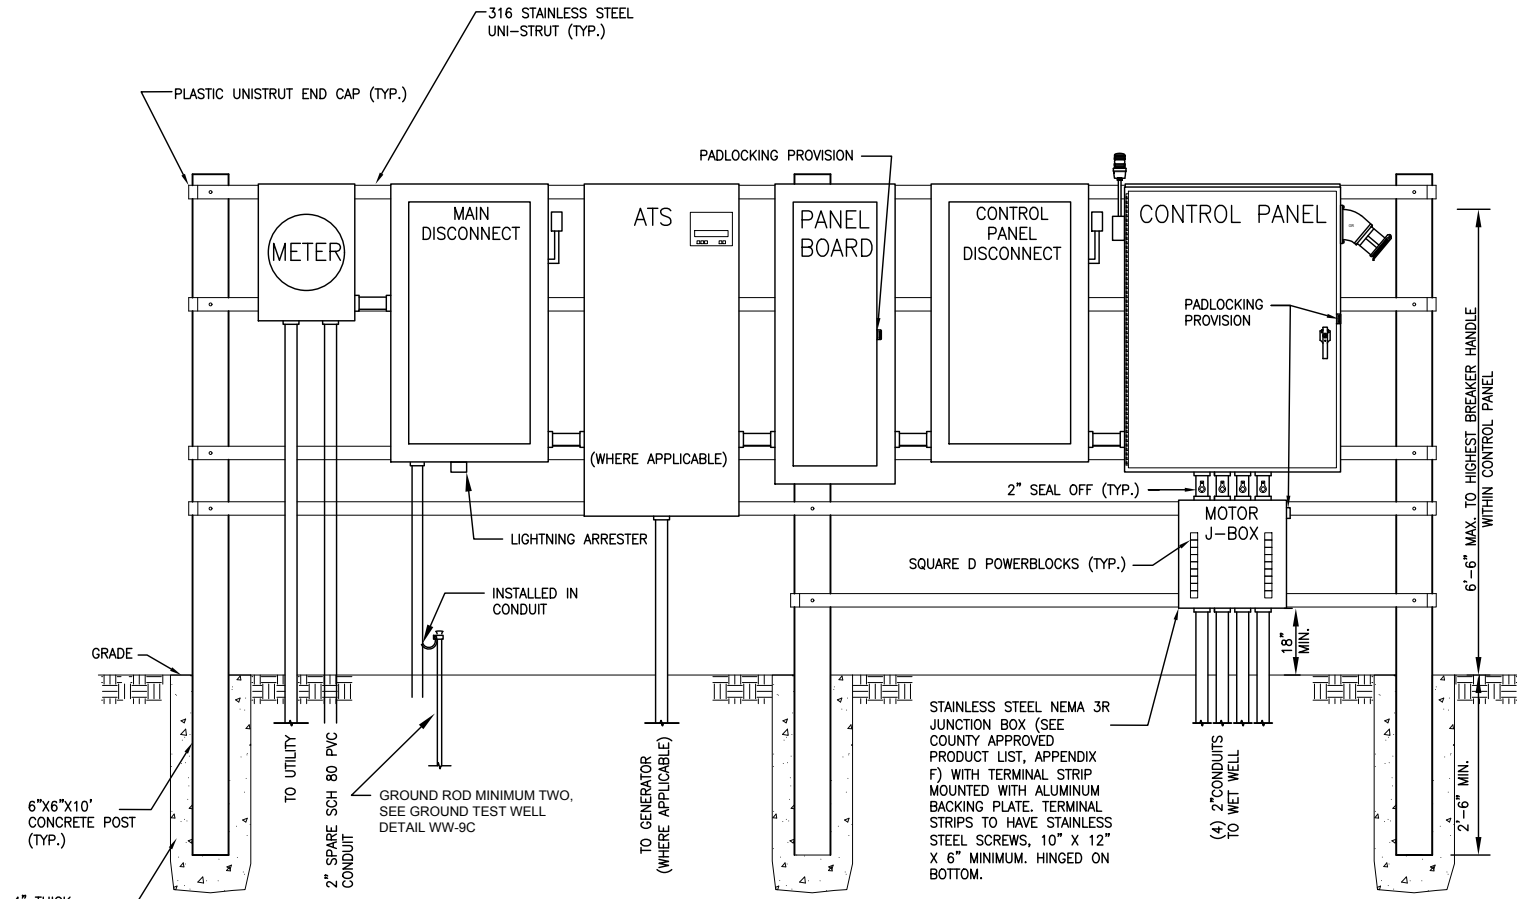 316 STAINLESS STEEL
UNI-STRUT (TYP.)
PLASTIC UNISTRUT END CAP (TYP.)
PADLOCKING PROVISION
METER
MAIN
DISCONNECT
ATS
(WHERE APPLICABLE)
PANEL
BOARD
CONTROL
PANEL
DISCONNECT
CONTROL PANEL
PADLOCKING
PROVISION
6'-6" MAX. TO HIGHEST BREAKER HANDLE
WITHIN CONTROL PANEL
2" SEAL OFF (TYP.)
MOTOR
J-BOX
LIGHTNING ARRESTER
SQUARE D POWERBLOCKS (TYP.)
INSTALLED IN
CONDUIT
18"
MIN.
GRADE
STAINLESS STEEL NEMA 3R
JUNCTION BOX (SEE
COUNTY APPROVED
PRODUCT LIST, APPENDIX
F) WITH TERMINAL STRIP
MOUNTED WITH ALUMINUM
BACKING PLATE. TERMINAL
STRIPS TO HAVE STAINLESS
STEEL SCREWS, 10" X 12"
X 6" MINIMUM. HINGED ON
BOTTOM.
TO UTILITY
2" SPARE SCH 80 PVC
CONDUIT
GROUND ROD MINIMUM TWO,
SEE GROUND TEST WELL
DETAIL WW-9C
TO GENERATOR
(WHERE APPLICABLE)
(4) 2"CONDUITS
TO WET WELL
2'-6" MIN.
6"X6"X10'
CONCRETE POST
(TYP.)
4" THICK